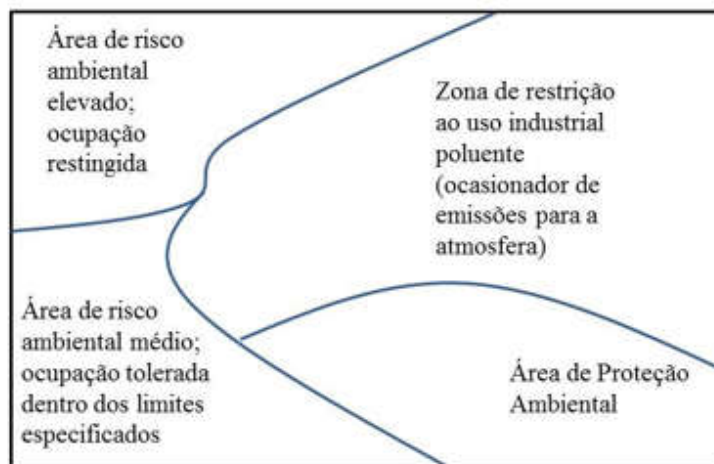 Área de risco
ambiental
elevado;
ocupação
restingida
Zona de restrição
ao uso industrial
poluente
(ocasionador de
emissões para a
atmosfera)
Área de risco
ambiental médio;
ocupação tolerada
dentro dos limites
especificados
Área de Proteção
Ambiental